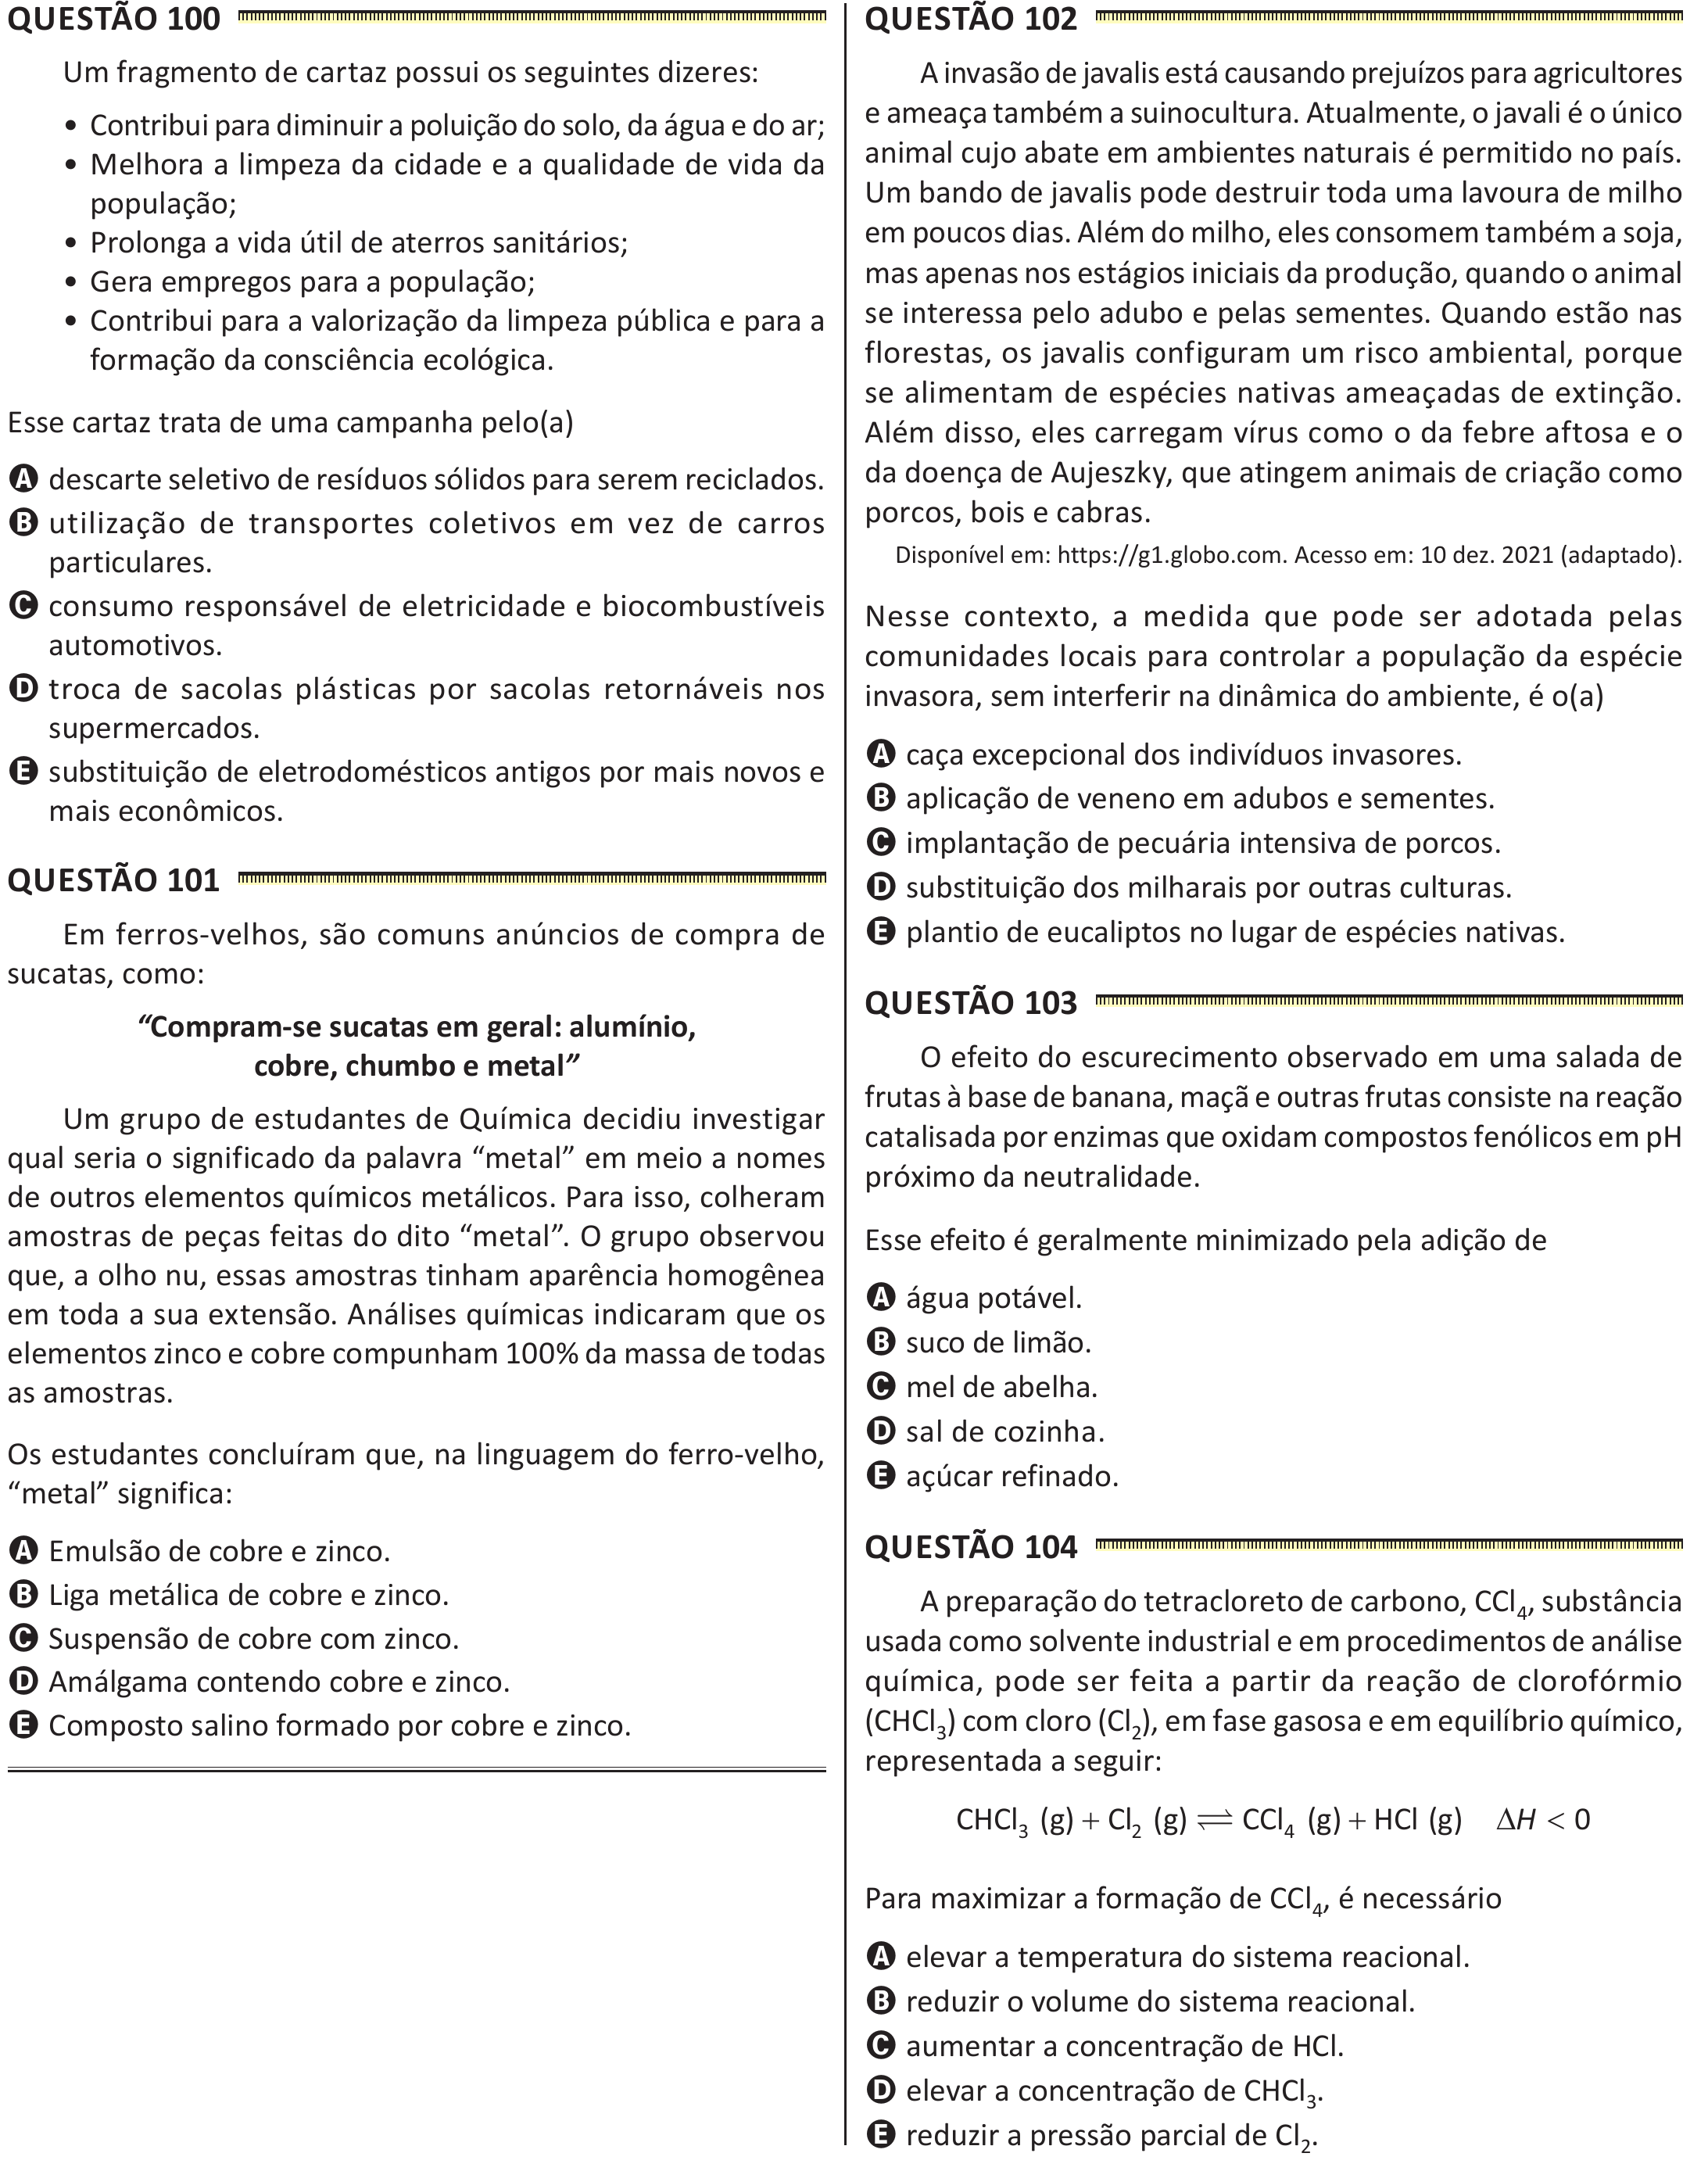 QUESTÃO 100
Um fragmento de cartaz possui os seguintes dizeres:
• Contribui para diminuir a poluição do solo, da água e do ar;
• Melhora a limpeza da cidade e a qualidade de vida da
população;
• Prolonga a vida útil de aterros sanitários;
• Gera empregos para a população;
• Contribui para a valorização da limpeza pública e para a
formação da consciência ecológica.
Esse cartaz trata de uma campanha pelo(a)
A descarte seletivo de resíduos sólidos para serem reciclados.
B utilização de transportes coletivos em vez de carros
particulares.
C consumo responsável de eletricidade e biocombustíveis
automotivos.
D troca de sacolas plásticas por sacolas retornáveis nos
supermercados.
E substituição de eletrodomésticos antigos por mais novos e
mais econômicos.
QUESTÃO 101
Em ferros-velhos, são comuns anúncios de compra de
sucatas, como:
“Compram-se sucatas em geral: alumínio,
cobre, chumbo e metal”
Um grupo de estudantes de Química decidiu investigar
qual seria o significado da palavra “metal” em meio a nomes
de outros elementos químicos metálicos. Para isso, colheram
amostras de peças feitas do dito “metal”. O grupo observou
que, a olho nu, essas amostras tinham aparência homogênea
em toda a sua extensão. Análises químicas indicaram que os
elementos zinco e cobre compunham 100% da massa de todas
as amostras.
Os estudantes concluíram que, na linguagem do ferro-velho,
“metal” significa:
A Emulsão de cobre e zinco.
B Liga metálica de cobre e zinco.
C Suspensão de cobre com zinco.
D Amálgama contendo cobre e zinco.
E Composto salino formado por cobre e zinco.
QUESTÃO 102
A invasão de javalis está causando prejuízos para agricultores
e ameaça também a suinocultura. Atualmente, o javali é o único
animal cujo abate em ambientes naturais é permitido no país.
Um bando de javalis pode destruir toda uma lavoura de milho
em poucos dias. Além do milho, eles consomem também a soja,
mas apenas nos estágios iniciais da produção, quando o animal
se interessa pelo adubo e pelas sementes. Quando estão nas
florestas, os javalis configuram um risco ambiental, porque
se alimentam de espécies nativas ameaçadas de extinção.
Além disso, eles carregam vírus como o da febre aftosa e o
da doença de Aujeszky, que atingem animais de criação como
porcos, bois e cabras.
Disponível em: https://g1.globo.com. Acesso em: 10 dez. 2021 (adaptado).
Nesse contexto, a medida que pode ser adotada pelas
comunidades locais para controlar a população da espécie
invasora, sem interferir na dinâmica do ambiente, é o(a)
A caça excepcional dos indivíduos invasores.
B aplicação de veneno em adubos e sementes.
C implantação de pecuária intensiva de porcos.
D substituição dos milharais por outras culturas.
E plantio de eucaliptos no lugar de espécies nativas.
QUESTÃO 103
O efeito do escurecimento observado em uma salada de
frutas à base de banana, maçã e outras frutas consiste na reação
catalisada por enzimas que oxidam compostos fenólicos em pH
próximo da neutralidade.
Esse efeito é geralmente minimizado pela adição de
A água potável.
B suco de limão.
C mel de abelha.
D sal de cozinha.
E açúcar refinado.
QUESTÃO 104
A preparação do tetracloreto de carbono, CCl₄, substância
usada como solvente industrial e em procedimentos de análise
química, pode ser feita a partir da reação de clorofórmio
(CHCl₃) com cloro (Cl₂), em fase gasosa e em equilíbrio químico,
representada a seguir:
CHCl₃ (g) + Cl₂ (g) ⇌ CCl₄ (g) + HCl (g) ΔH < 0
Para maximizar a formação de CCl₄, é necessário
A elevar a temperatura do sistema reacional.
B reduzir o volume do sistema reacional.
C aumentar a concentração de HCl.
D elevar a concentração de CHCl₃.
E reduzir a pressão parcial de Cl₂.